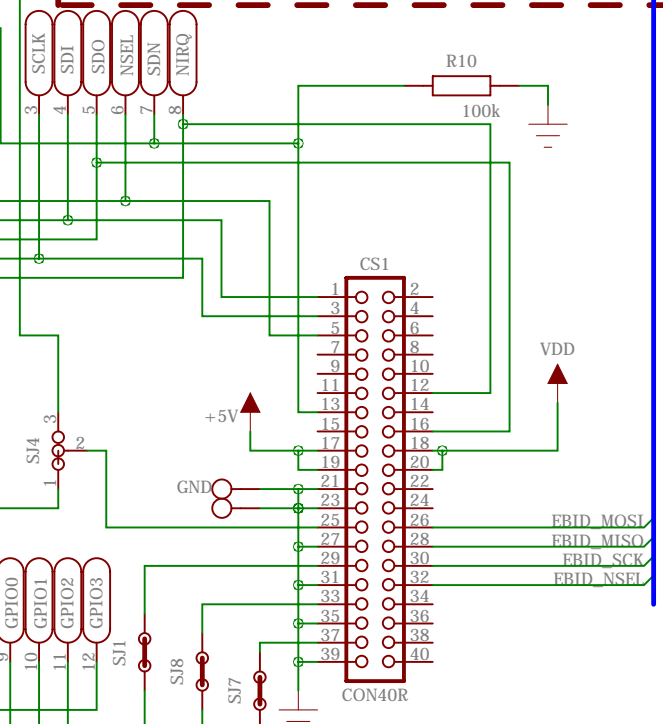 SCLK
SDI
SDO
NSEL
SDN
NIRQ
3
4
5
6
7
8
R10
100k
CS1
1 2
3 4
5 6
7 8
9 10
11 12
13 14
15 16
17 18
19 20
21 22
23 24
25 26
27 28
29 30
31 32
33 34
35 36
37 38
39 40
CON40R
VDD
+5V
GND
SJ4
3
2
1
EBID_MOSI
EBID_MISO
EBID_SCK
EBID_NSEL
GPIO0
GPIO1
GPIO2
GPIO3
9
10
11
12
SJ1
SJ8
SJ7